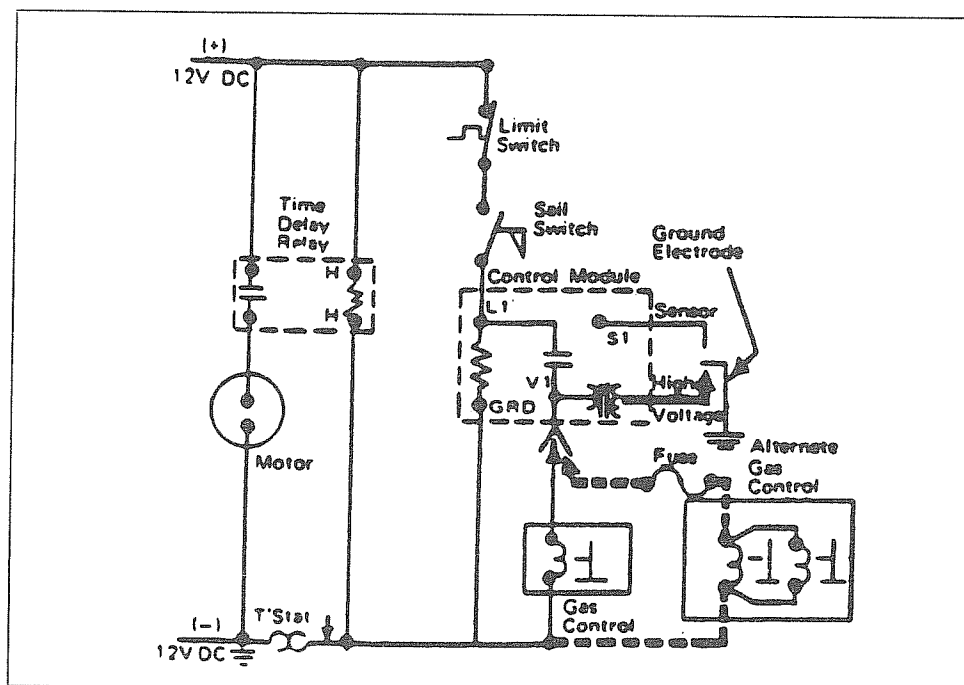 (+)
12V DC
Limit
Switch
Time
Delay
Relay
Sail
Switch
Ground
Electrode
H
H
Control Module
L1
Sensor
S1
V1
High
Voltage
GRD
Motor
Fuse
Alternate
Gas
Control
T'Stat
Gas
Control
(-)
12V DC